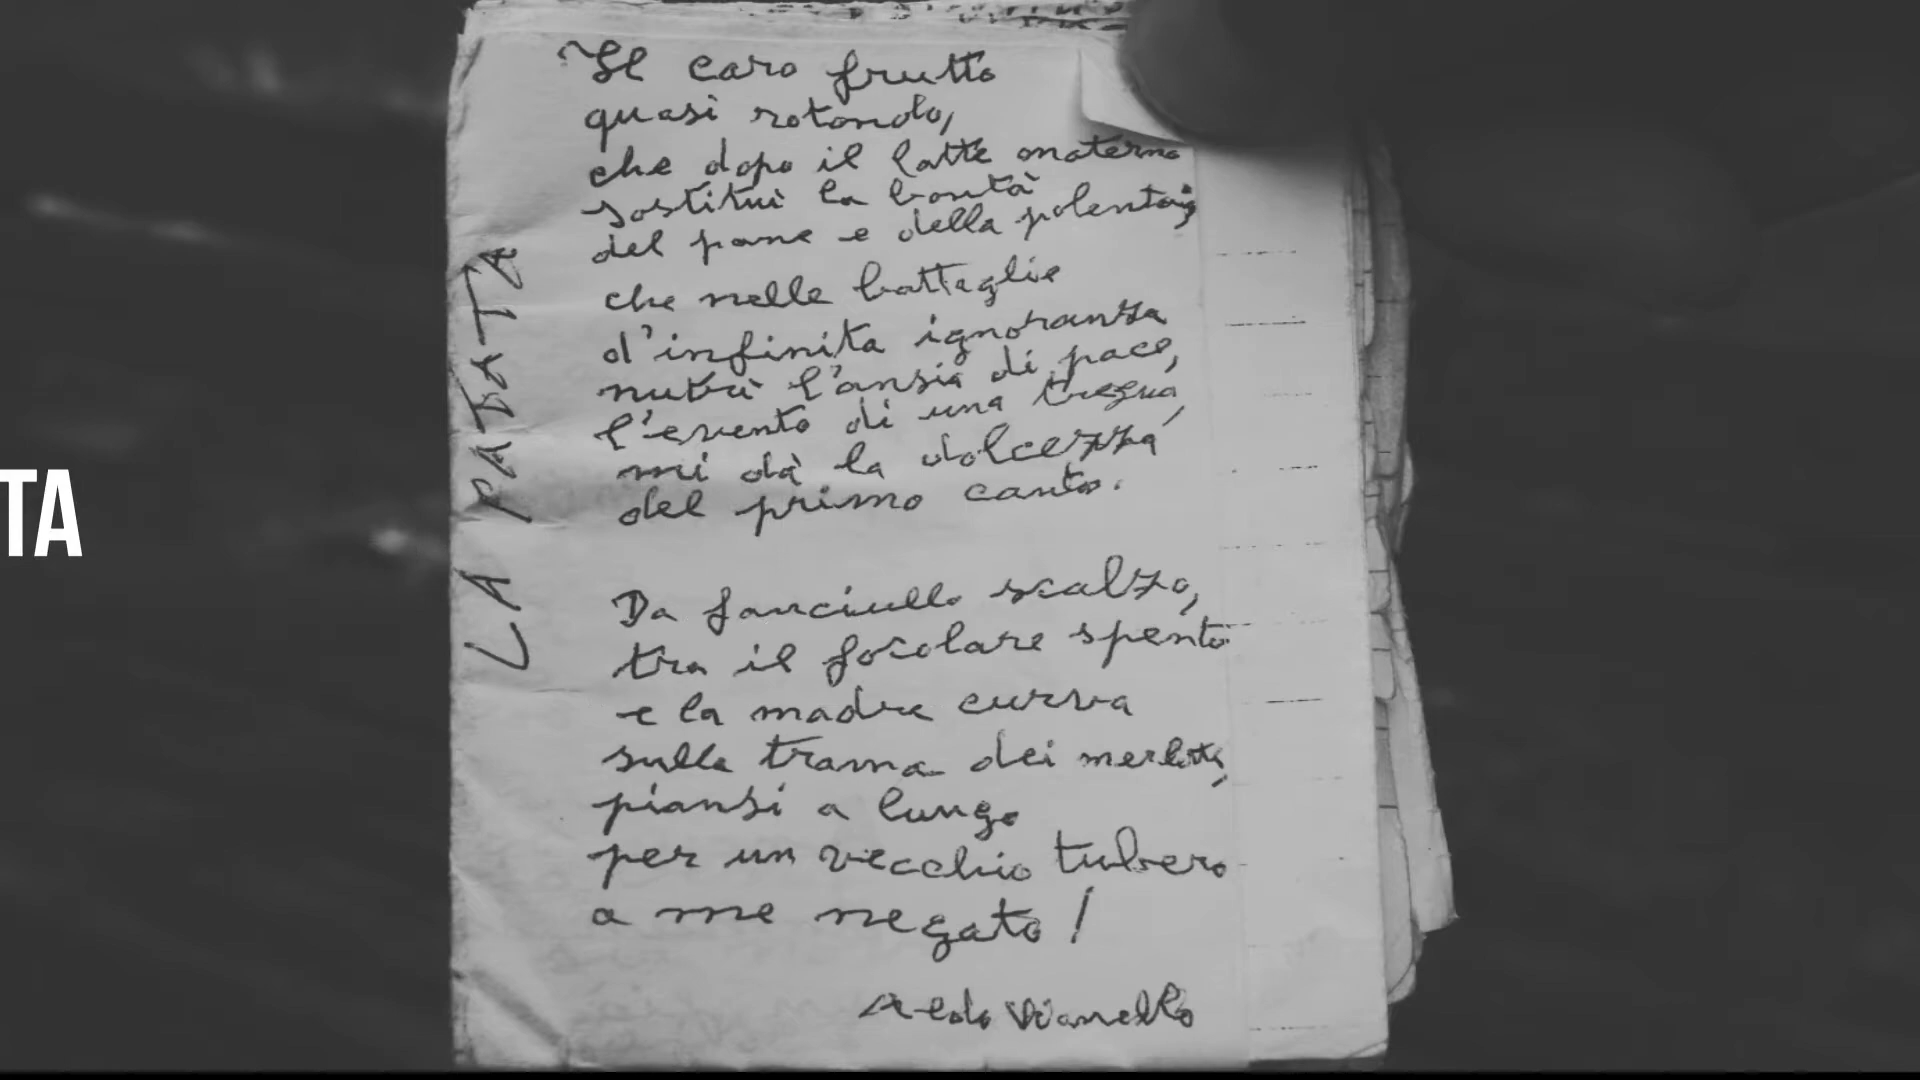 TA
LA PATATA
Il caro frutto
quasi rotondo,
che dopo il latte materno
sostituì la bontà
del pane e della polenta;
che nelle battaglie
d'infinita ignoranza
nutrì l'ansia di pace,
l'evento di una tregua,
mi dà la dolcezza
del primo canto.
Da fanciullo scalzo,
tra il focolare spento
e la madre curva
sulla trama dei merletti,
piansi a lungo
per un vecchio tubero
a me negato!
Aldo Vianello